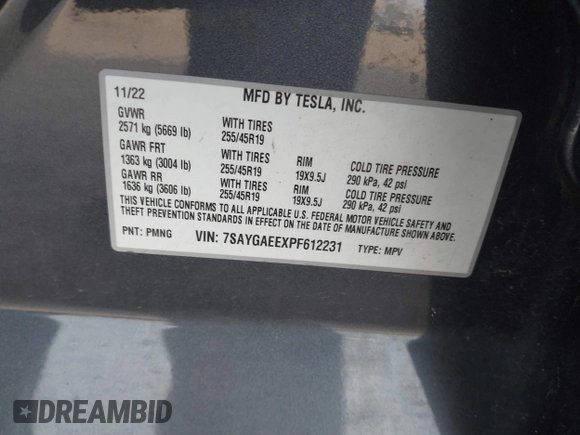 11/22 MFD BY TESLA, INC.
GVWR
2571 kg (5669 lb) WITH TIRES 255/45R19
GAWR FRT
1363 kg (3004 lb) WITH TIRES 255/45R19 RIM 19X9.5J COLD TIRE PRESSURE 290 kPa, 42 psi
GAWR RR
1636 kg (3606 lb) WITH TIRES 255/45R19 RIM 19X9.5J COLD TIRE PRESSURE 290 kPa, 42 psi
THIS VEHICLE CONFORMS TO ALL APPLICABLE U.S. FEDERAL MOTOR VEHICLE SAFETY AND
THEFT PREVENTION STANDARDS IN EFFECT ON THE DATE OF MANUFACTURE SHOWN ABOVE.
PNT: PMNG VIN: 7SAYGAEEXPF612231 TYPE: MPV
DREAMBID